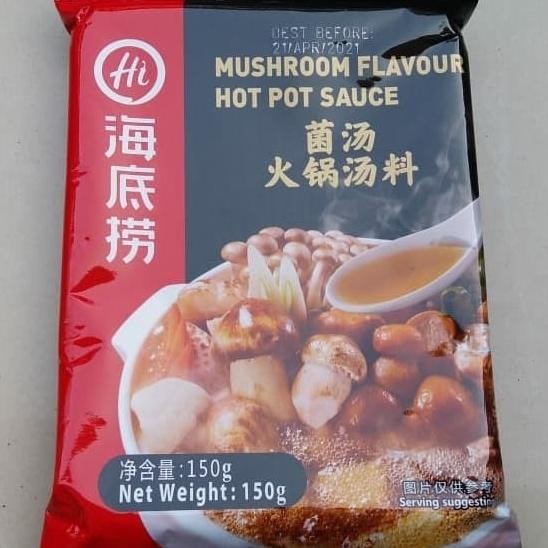 BEST BEFORE:
21/APR/2021
Hi
海底捞
MUSHROOM FLAVOUR
HOT POT SAUCE
菌汤
火锅汤料
净含量:150g
Net Weight: 150g
图片仅供参考
Serving suggestion